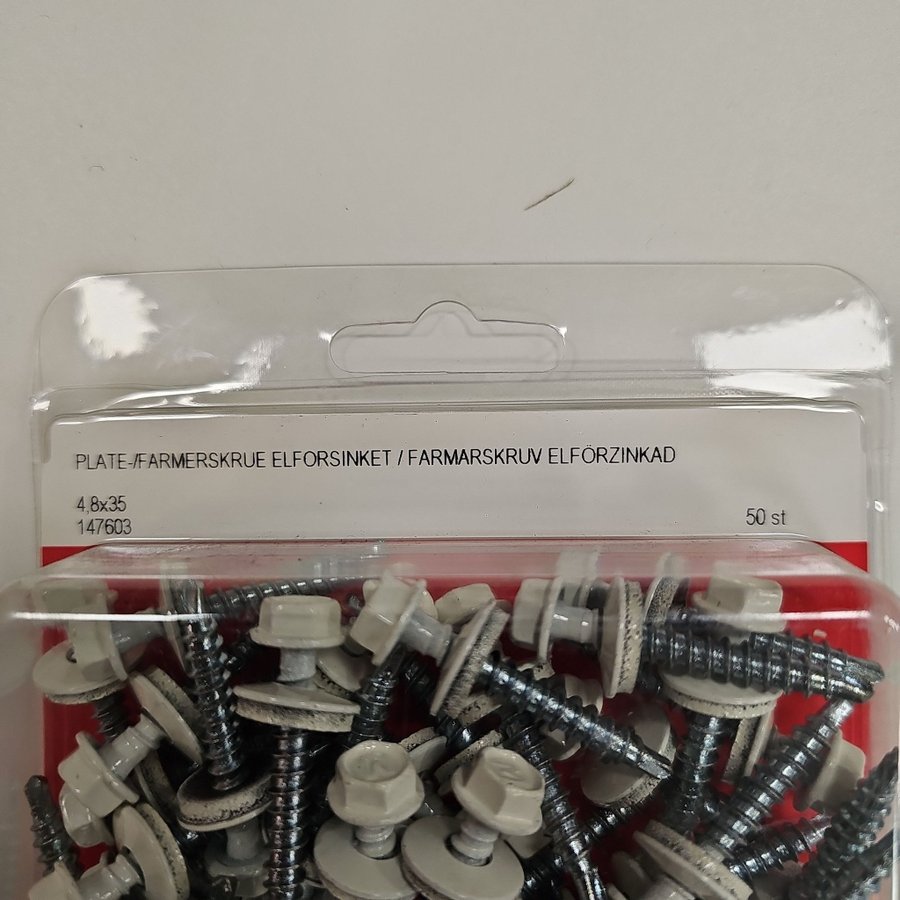 PLATE-/FARMERSKRUE ELFORSINKET / FARMARSKRUV ELFÖRZINKAD
4,8x35
147603
50 st